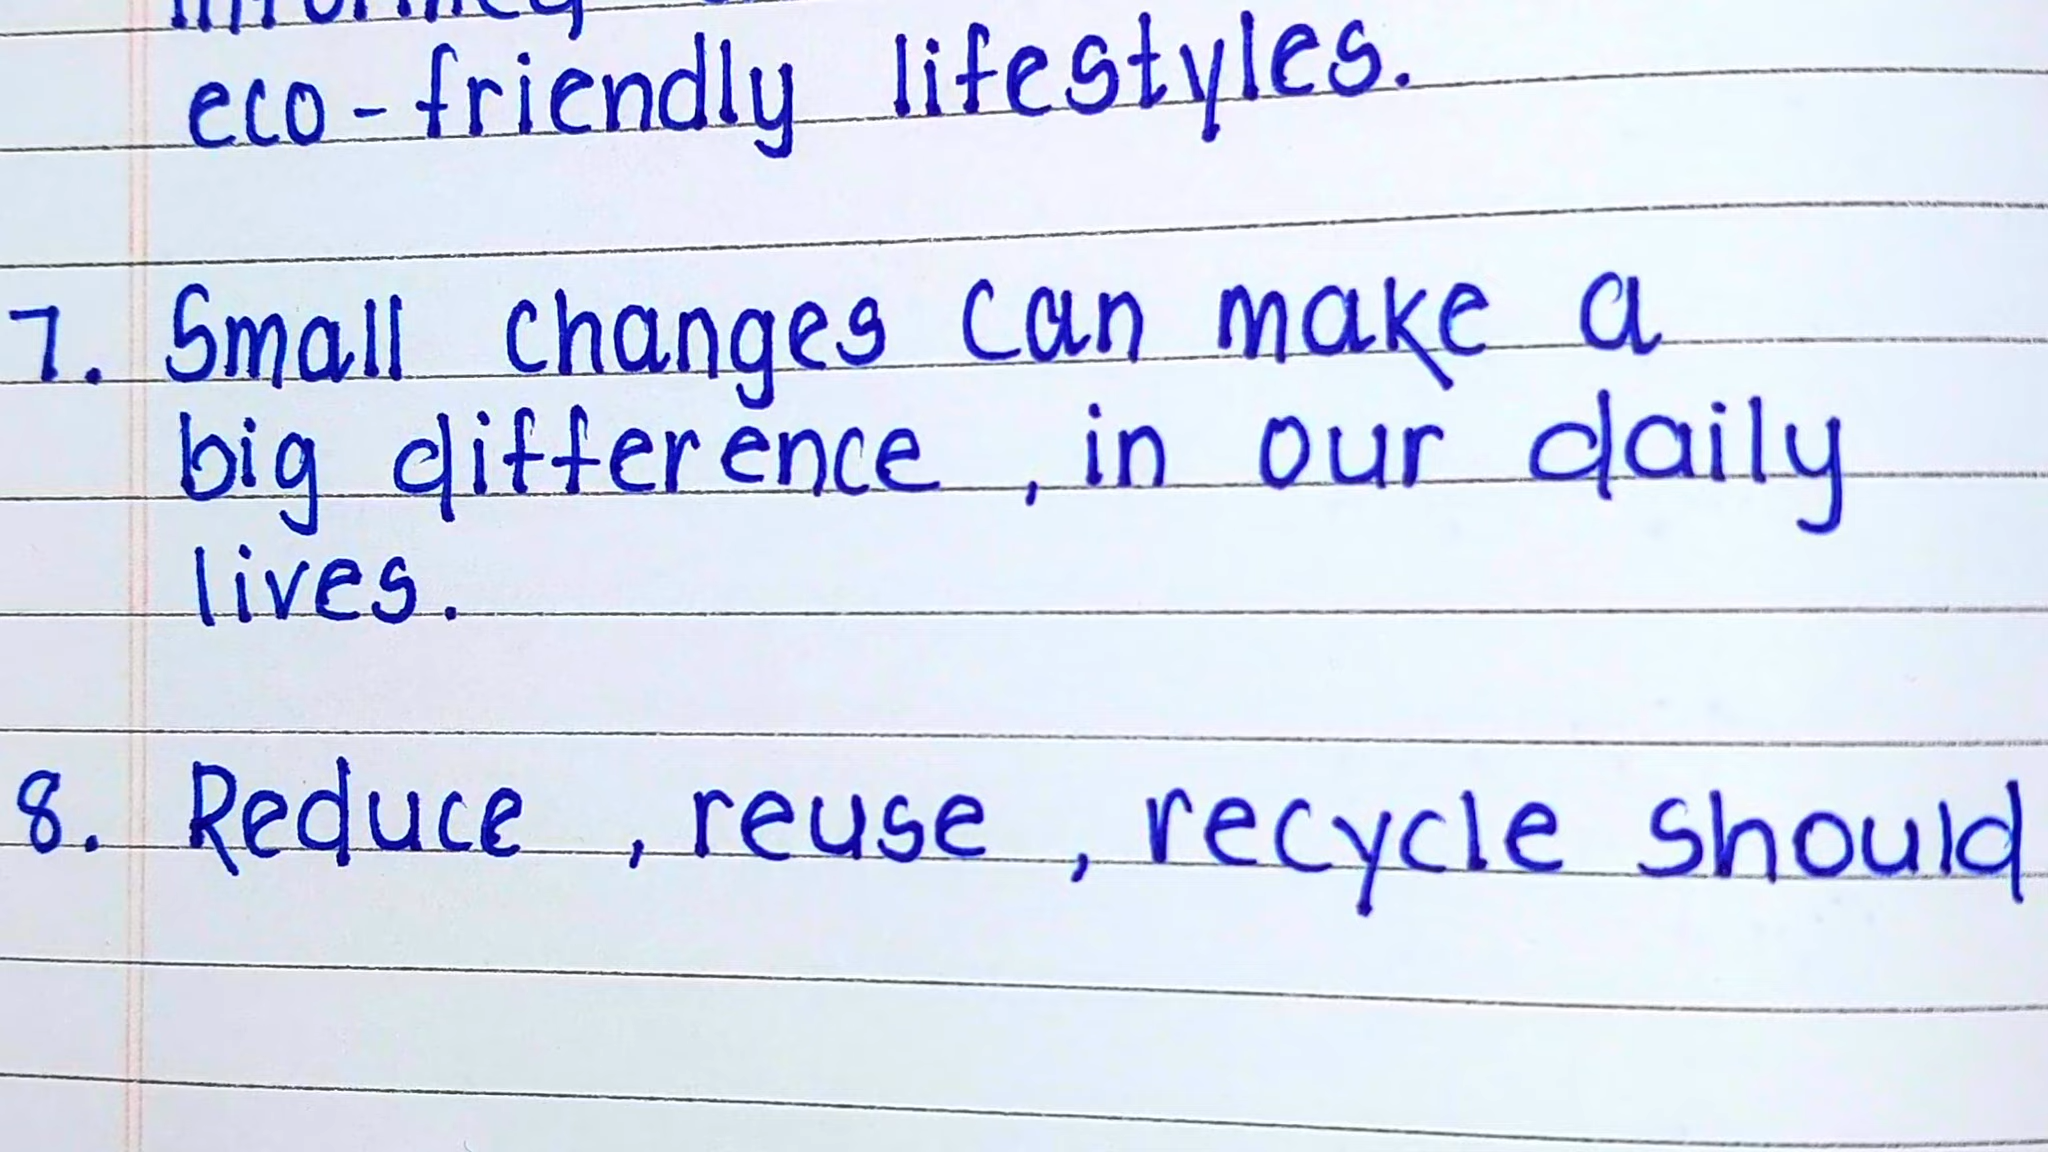 eco-friendly lifestyles.
7. Small changes can make a
big difference, in our daily
lives.
8. Reduce, reuse, recycle should